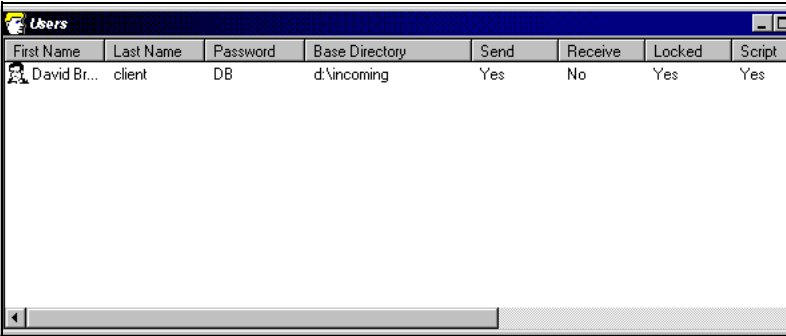 Users
First Name Last Name Password Base Directory Send Receive Locked Script
David Br... client DB d:\incoming Yes No Yes Yes